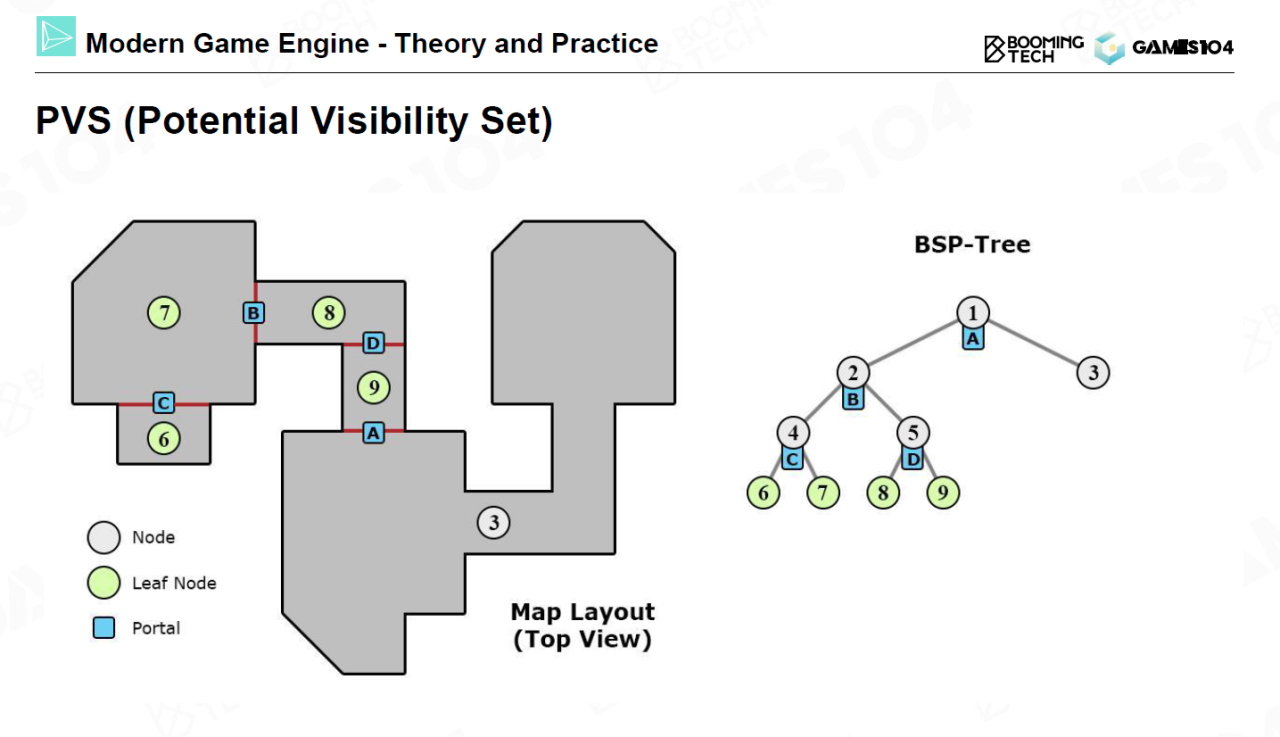 Modern Game Engine - Theory and Practice
BOOMING
TECH
GAMES104
PVS (Potential Visibility Set)
BSP-Tree
7
B
8
D
9
C
6
A
3
1
A
2
3
B
4
5
C
D
6
7
8
9
Node
Leaf Node
Portal
Map Layout
(Top View)